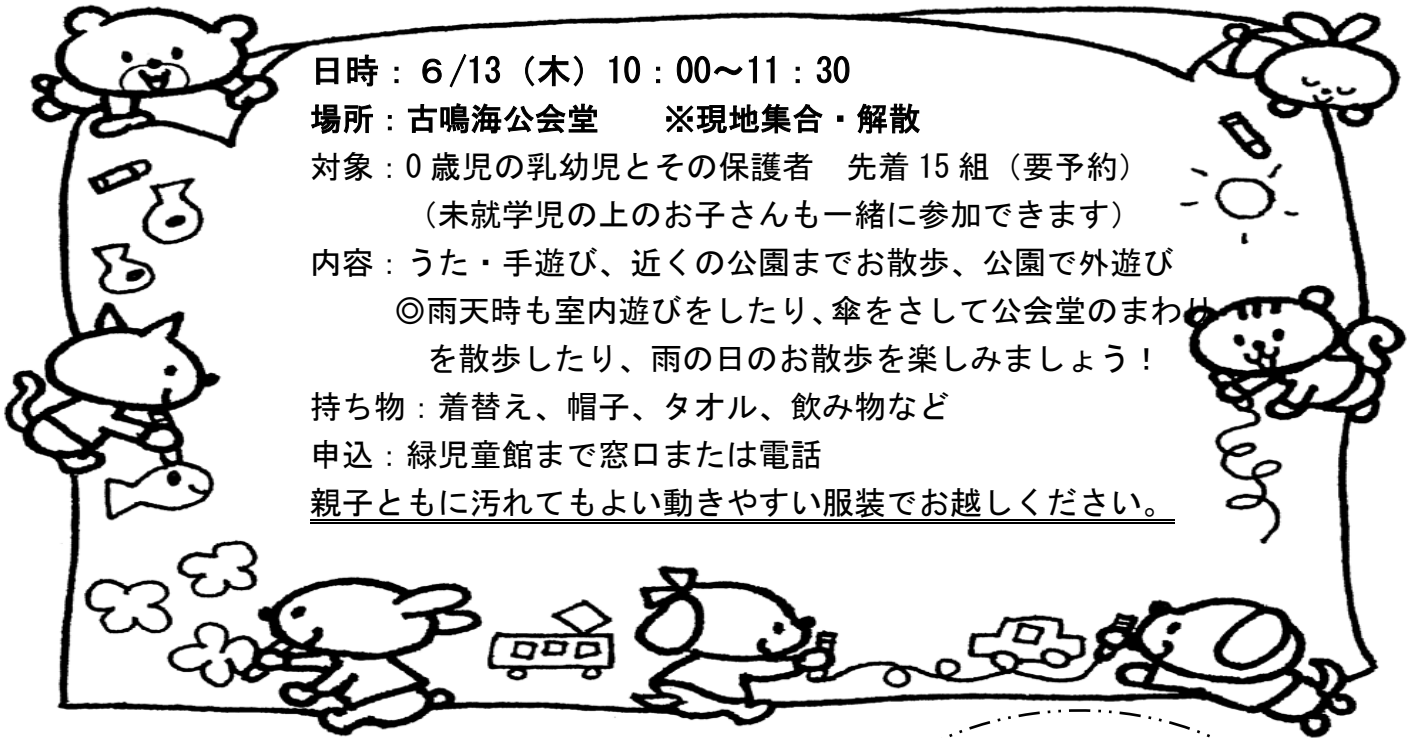 日時：６/13（木）10：00～11：30
場所：古鳴海公会堂　　※現地集合・解散
対象：0歳児の乳幼児とその保護者　先着15組（要予約）
（未就学児の上のお子さんも一緒に参加できます）
内容：うた・手遊び、近くの公園までお散歩、公園で外遊び
◎雨天時も室内遊びをしたり、傘をさして公会堂のまわり
を散歩したり、雨の日のお散歩を楽しみましょう！
持ち物：着替え、帽子、タオル、飲み物など
申込：緑児童館まで窓口または電話
親子ともに汚れてもよい動きやすい服装でお越しください。